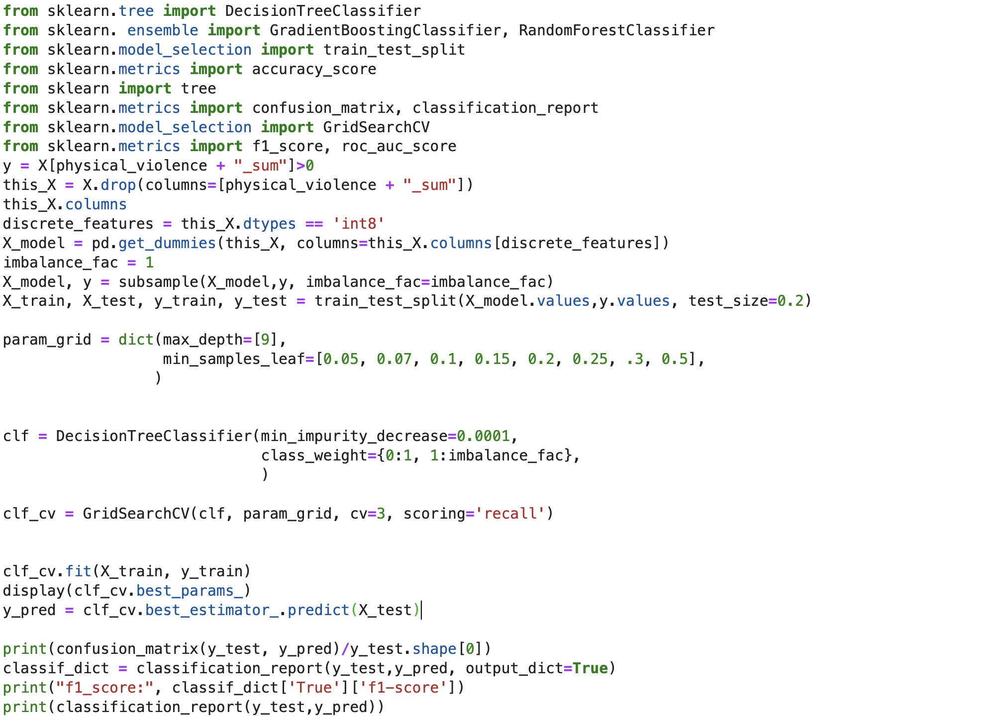 from sklearn.tree import DecisionTreeClassifier
from sklearn. ensemble import GradientBoostingClassifier, RandomForestClassifier
from sklearn.model_selection import train_test_split
from sklearn.metrics import accuracy_score
from sklearn import tree
from sklearn.metrics import confusion_matrix, classification_report
from sklearn.model_selection import GridSearchCV
from sklearn.metrics import f1_score, roc_auc_score
y = X[physical_violence + "_sum"]>0
this_X = X.drop(columns=[physical_violence + "_sum"])
this_X.columns
discrete_features = this_X.dtypes == 'int8'
X_model = pd.get_dummies(this_X, columns=this_X.columns[discrete_features])
imbalance_fac = 1
X_model, y = subsample(X_model,y, imbalance_fac=imbalance_fac)
X_train, X_test, y_train, y_test = train_test_split(X_model.values,y.values, test_size=0.2)

param_grid = dict(max_depth=[9],
                  min_samples_leaf=[0.05, 0.07, 0.1, 0.15, 0.2, 0.25, .3, 0.5],
                 )

clf = DecisionTreeClassifier(min_impurity_decrease=0.0001,
                             class_weight={0:1, 1:imbalance_fac},
                             )

clf_cv = GridSearchCV(clf, param_grid, cv=3, scoring='recall')

clf_cv.fit(X_train, y_train)
display(clf_cv.best_params_)
y_pred = clf_cv.best_estimator_.predict(X_test)

print(confusion_matrix(y_test, y_pred)/y_test.shape[0])
classif_dict = classification_report(y_test,y_pred, output_dict=True)
print("f1_score:", classif_dict['True']['f1-score'])
print(classification_report(y_test,y_pred))